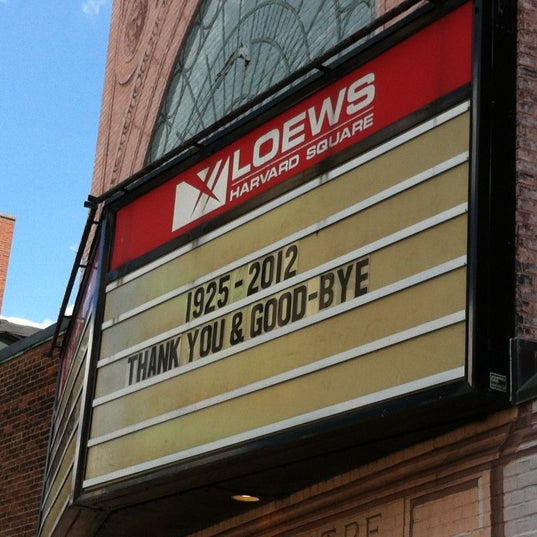 LOEWS
HARVARD SQUARE
1925 - 2012
THANK YOU & GOOD-BYE